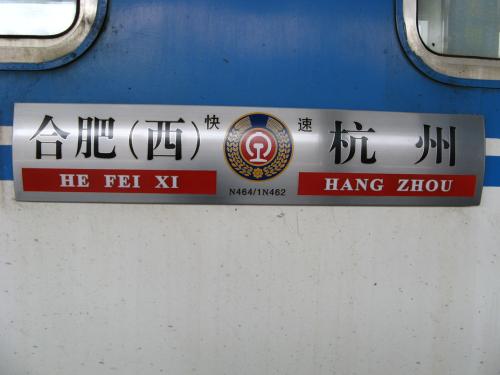 合肥(西) 快 速 杭 州
HE FEI XI N464/1N462 HANG ZHOU